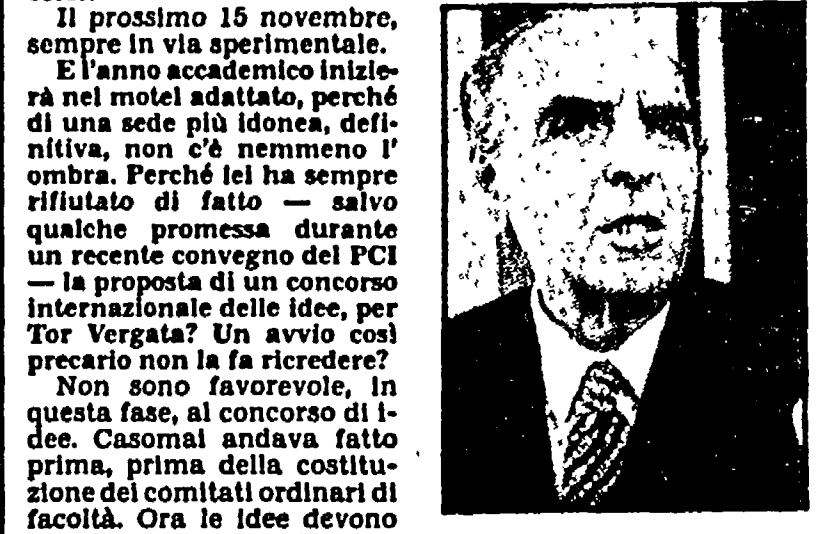 Il prossimo 15 novembre,
sempre in via sperimentale.
E l'anno accademico inizie-
rà nel motel adattato, perché
di una sede più idonea, defi-
nitiva, non c'è nemmeno l'
ombra. Perché lei ha sempre
rifiutato di fatto — salvo
qualche promessa durante
un recente convegno del PCI
— la proposta di un concorso
internazionale delle idee, per
Tor Vergata? Un avvio così
precario non la fa ricredere?
Non sono favorevole, in
questa fase, al concorso di i-
dee. Casomai andava fatto
prima, prima della costitu-
zione dei comitati ordinari di
facoltà. Ora le idee devono